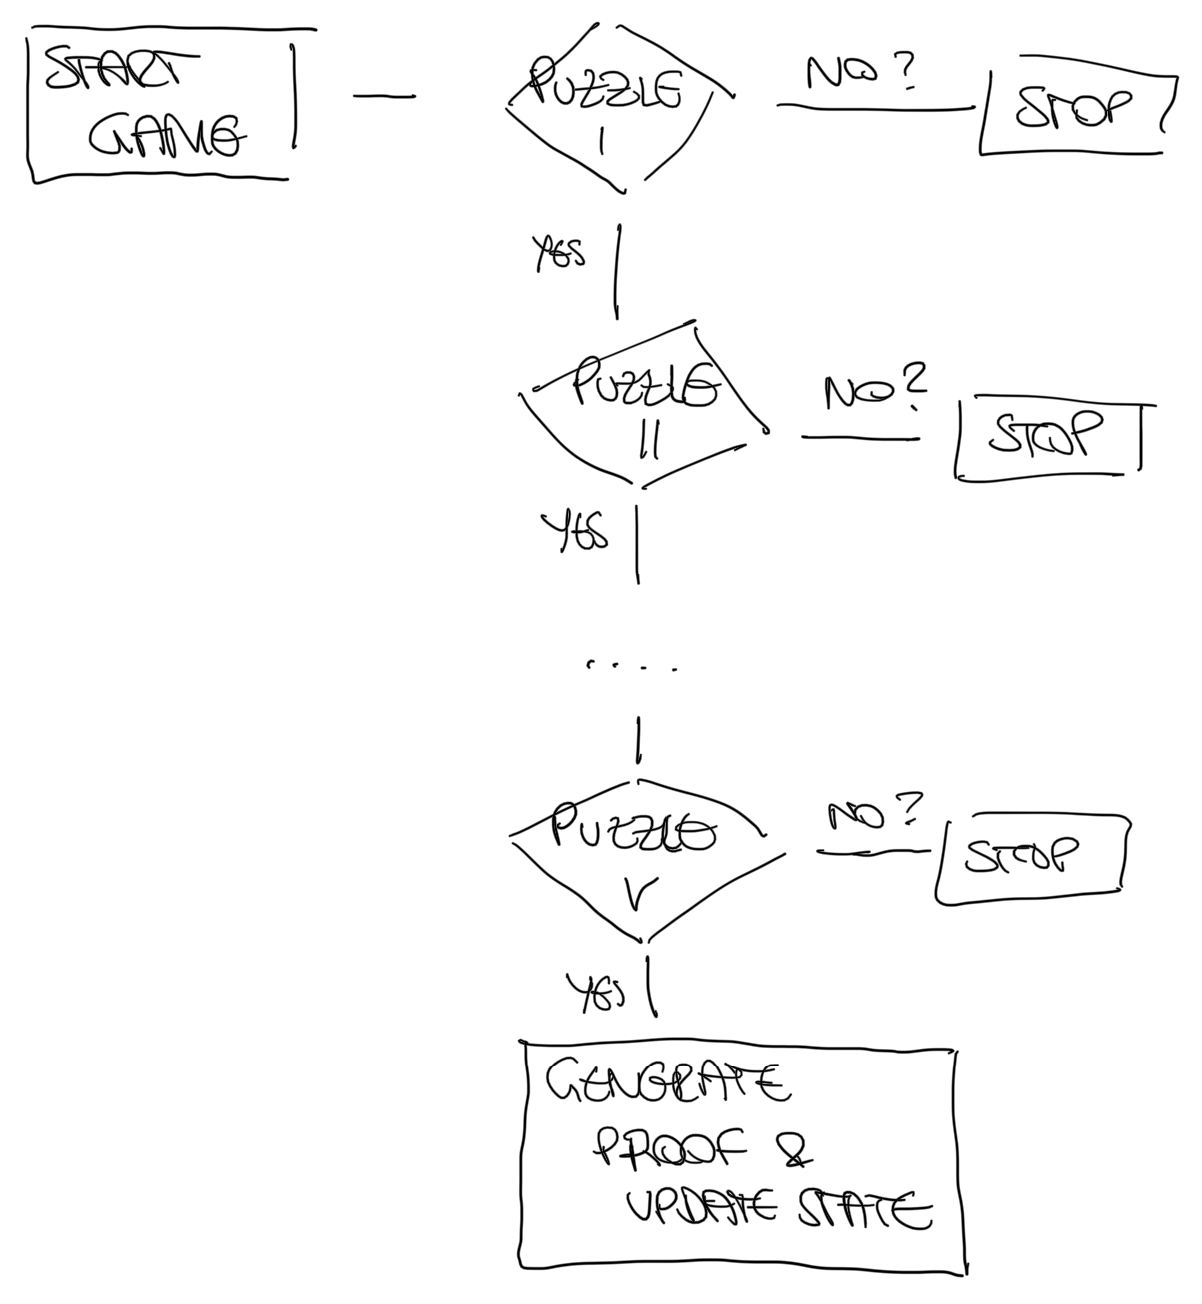 START
GAME
PUZZLE
I
NO?
STOP
YES
PUZZLE
II
NO?
STOP
YES
....
PUZZLE
V
NO?
STOP
YES
GENERATE
PROOF &
UPDATE STATE